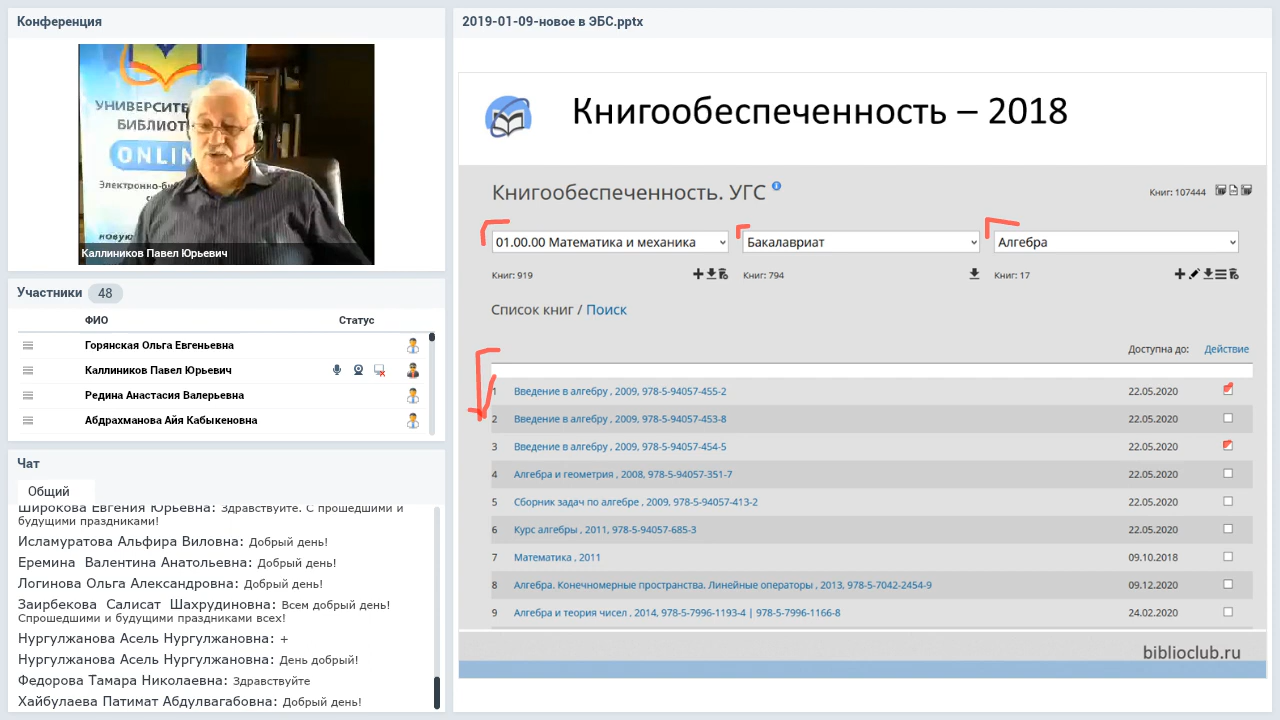 Конференция
УНИВЕРСИТЕ
БИБЛИОТ
ONLIN
Каллиников Павел Юрьевич
Участники 48
ФИО Статус
Горянская Ольга Евгеньевна
Каллиников Павел Юрьевич
Редина Анастасия Валерьевна
Абдрахманова Айя Кабыкеновна
Чат
Общий
Широкова Евгения Юрьевна: Здравствуйте. С прошедшими и
будущими праздниками!
Исламуратова Альфира Виловна: Добрый день!
Еремина Валентина Анатольевна: Добрый день!
Логинова Ольга Александровна: Добрый день!
Заирбекова Салисат Шахрудиновна: Всем добрый день!
Спрошедшими и будущими праздниками всех!
Нургулжанова Асель Нургулжановна: +
Нургулжанова Асель Нургулжановна: День добрый!
Федорова Тамара Николаевна: Здравствуйте
Хайбулаева Патимат Абдулвагабовна: Добрый день!
2019-01-09-новое в ЭБС.pptx
Книгообеспеченность – 2018
Книгообеспеченность. УГС
Книг: 107444
01.00.00 Математика и механика Бакалавриат Алгебра
Книг: 919 Книг: 794 Книг: 17
Список книг / Поиск
Доступна до: Действие
1 Введение в алгебру , 2009, 978-5-94057-455-2 22.05.2020
2 Введение в алгебру , 2009, 978-5-94057-453-8 22.05.2020
3 Введение в алгебру , 2009, 978-5-94057-454-5 22.05.2020
4 Алгебра и геометрия , 2008, 978-5-94057-351-7 22.05.2020
5 Сборник задач по алгебре , 2009, 978-5-94057-413-2 22.05.2020
6 Курс алгебры , 2011, 978-5-94057-685-3 22.05.2020
7 Математика , 2011 09.10.2018
8 Алгебра. Конечномерные пространства. Линейные операторы , 2013, 978-5-7042-2454-9 09.12.2020
9 Алгебра и теория чисел , 2014, 978-5-7996-1193-4 | 978-5-7996-1166-8 24.02.2020
biblioclub.ru